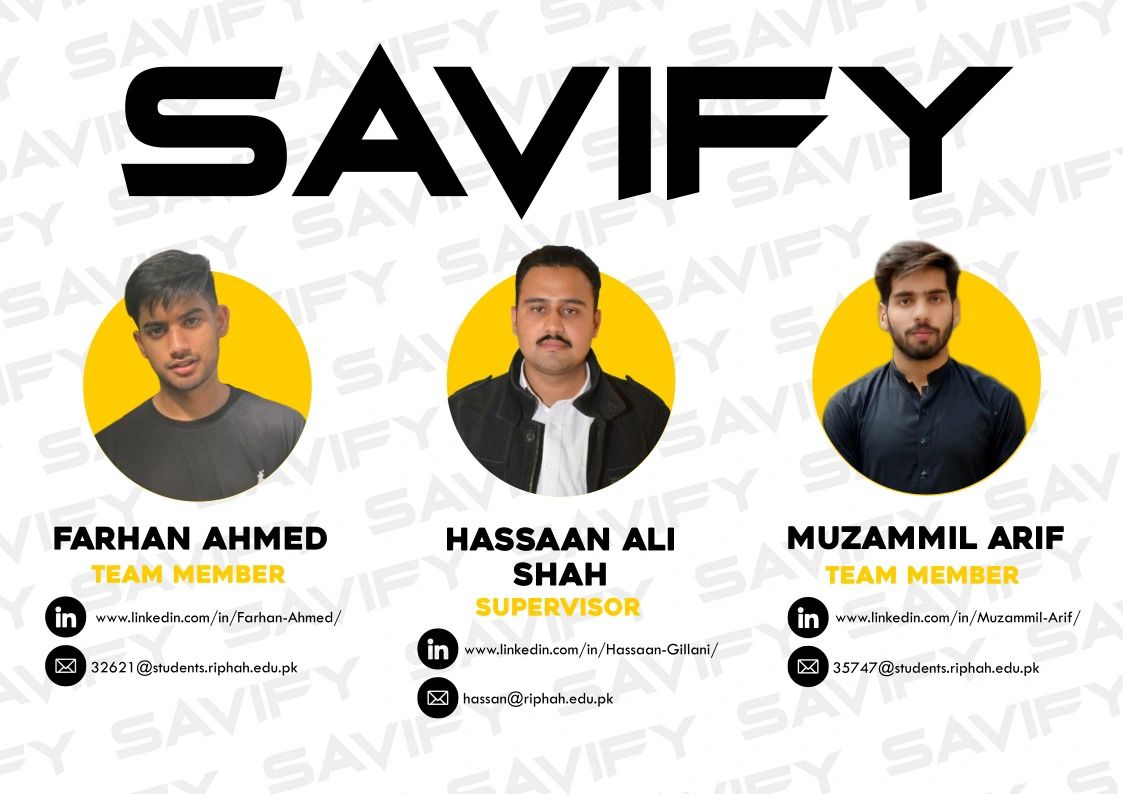 SAVIFY
FARHAN AHMED
TEAM MEMBER
www.linkedin.com/in/Farhan-Ahmed/
32621@students.riphah.edu.pk
HASSAAN ALI
SHAH
SUPERVISOR
www.linkedin.com/in/Hassaan-Gillani/
hassan@riphah.edu.pk
MUZAMMIL ARIF
TEAM MEMBER
www.linkedin.com/in/Muzammil-Arif/
35747@students.riphah.edu.pk